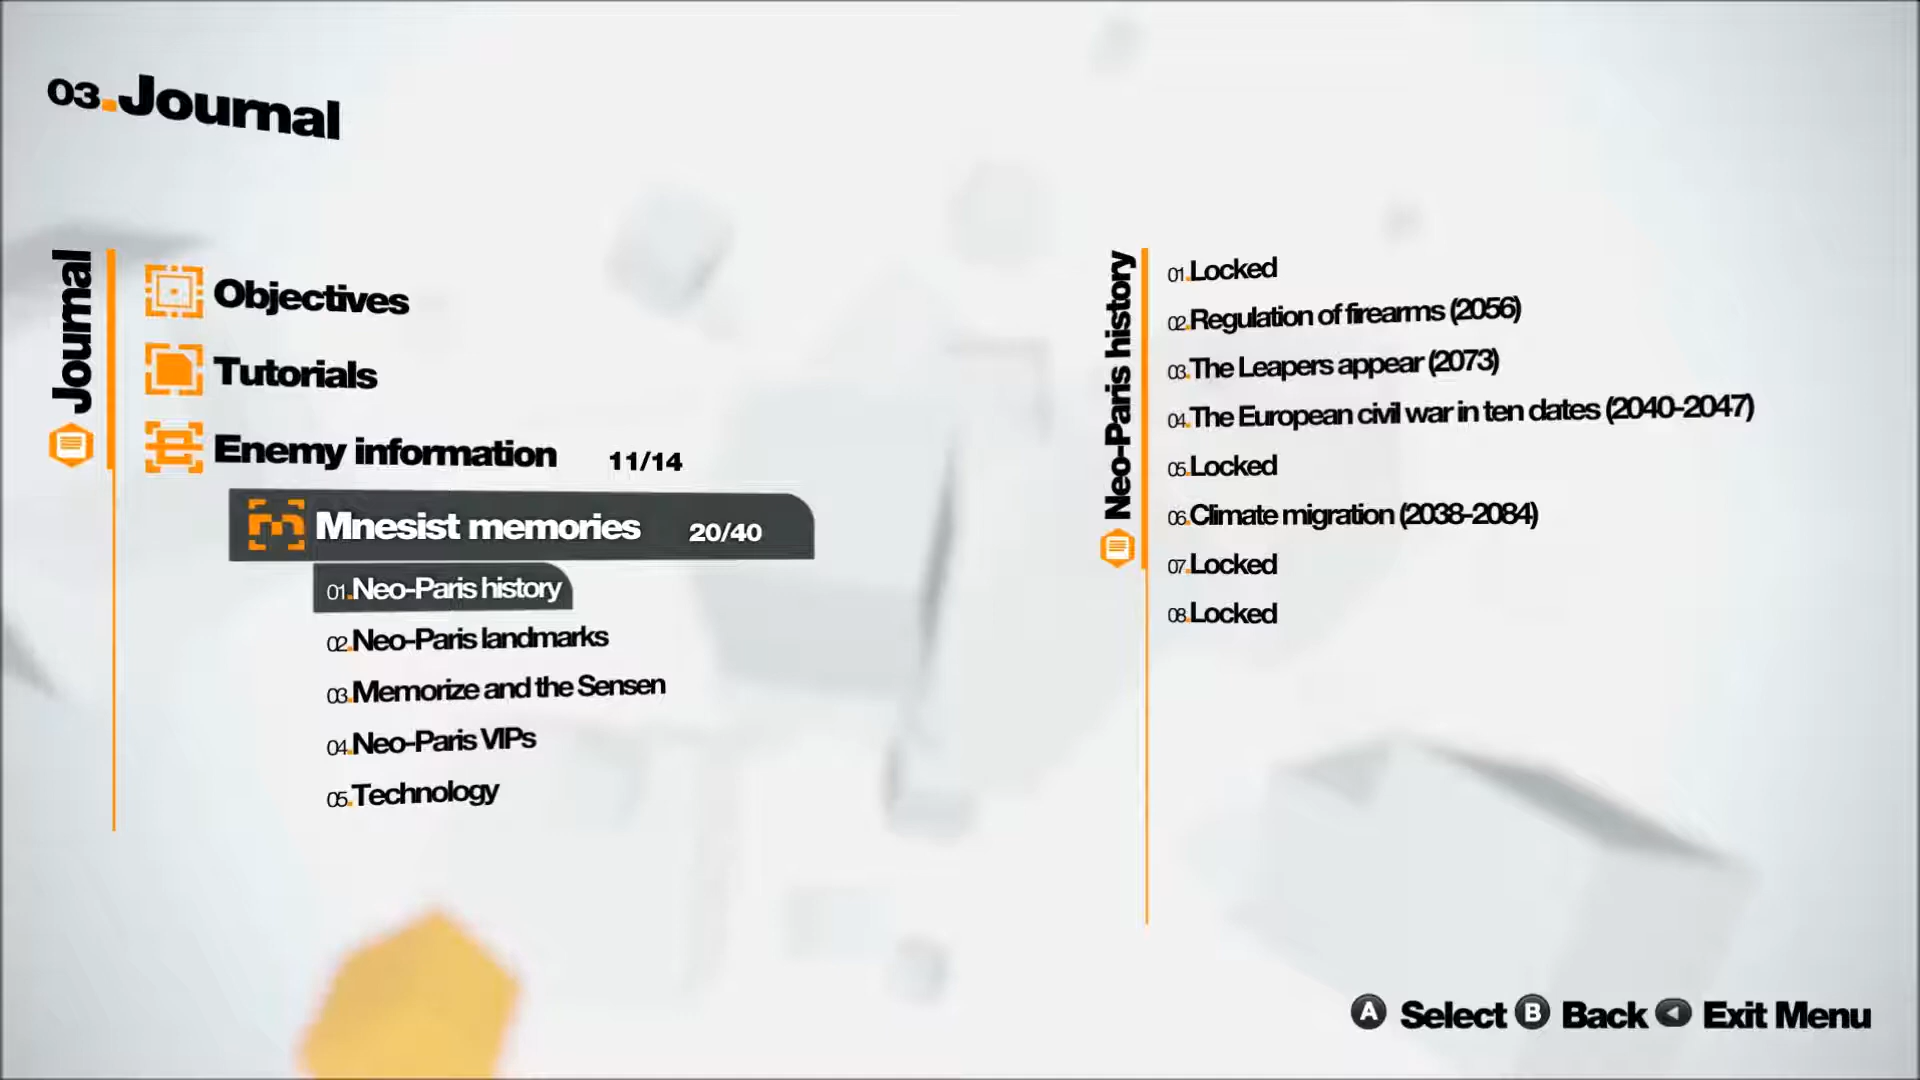 03.Journal
Journal
Objectives
Tutorials
Enemy information 11/14
Mnesist memories 20/40
01.Neo-Paris history
02.Neo-Paris landmarks
03.Memorize and the Sensen
04.Neo-Paris VIPs
05.Technology
Neo-Paris history
01.Locked
02.Regulation of firearms (2056)
03.The Leapers appear (2073)
04.The European civil war in ten dates (2040-2047)
05.Locked
06.Climate migration (2038-2084)
07.Locked
08.Locked
A Select B Back Exit Menu